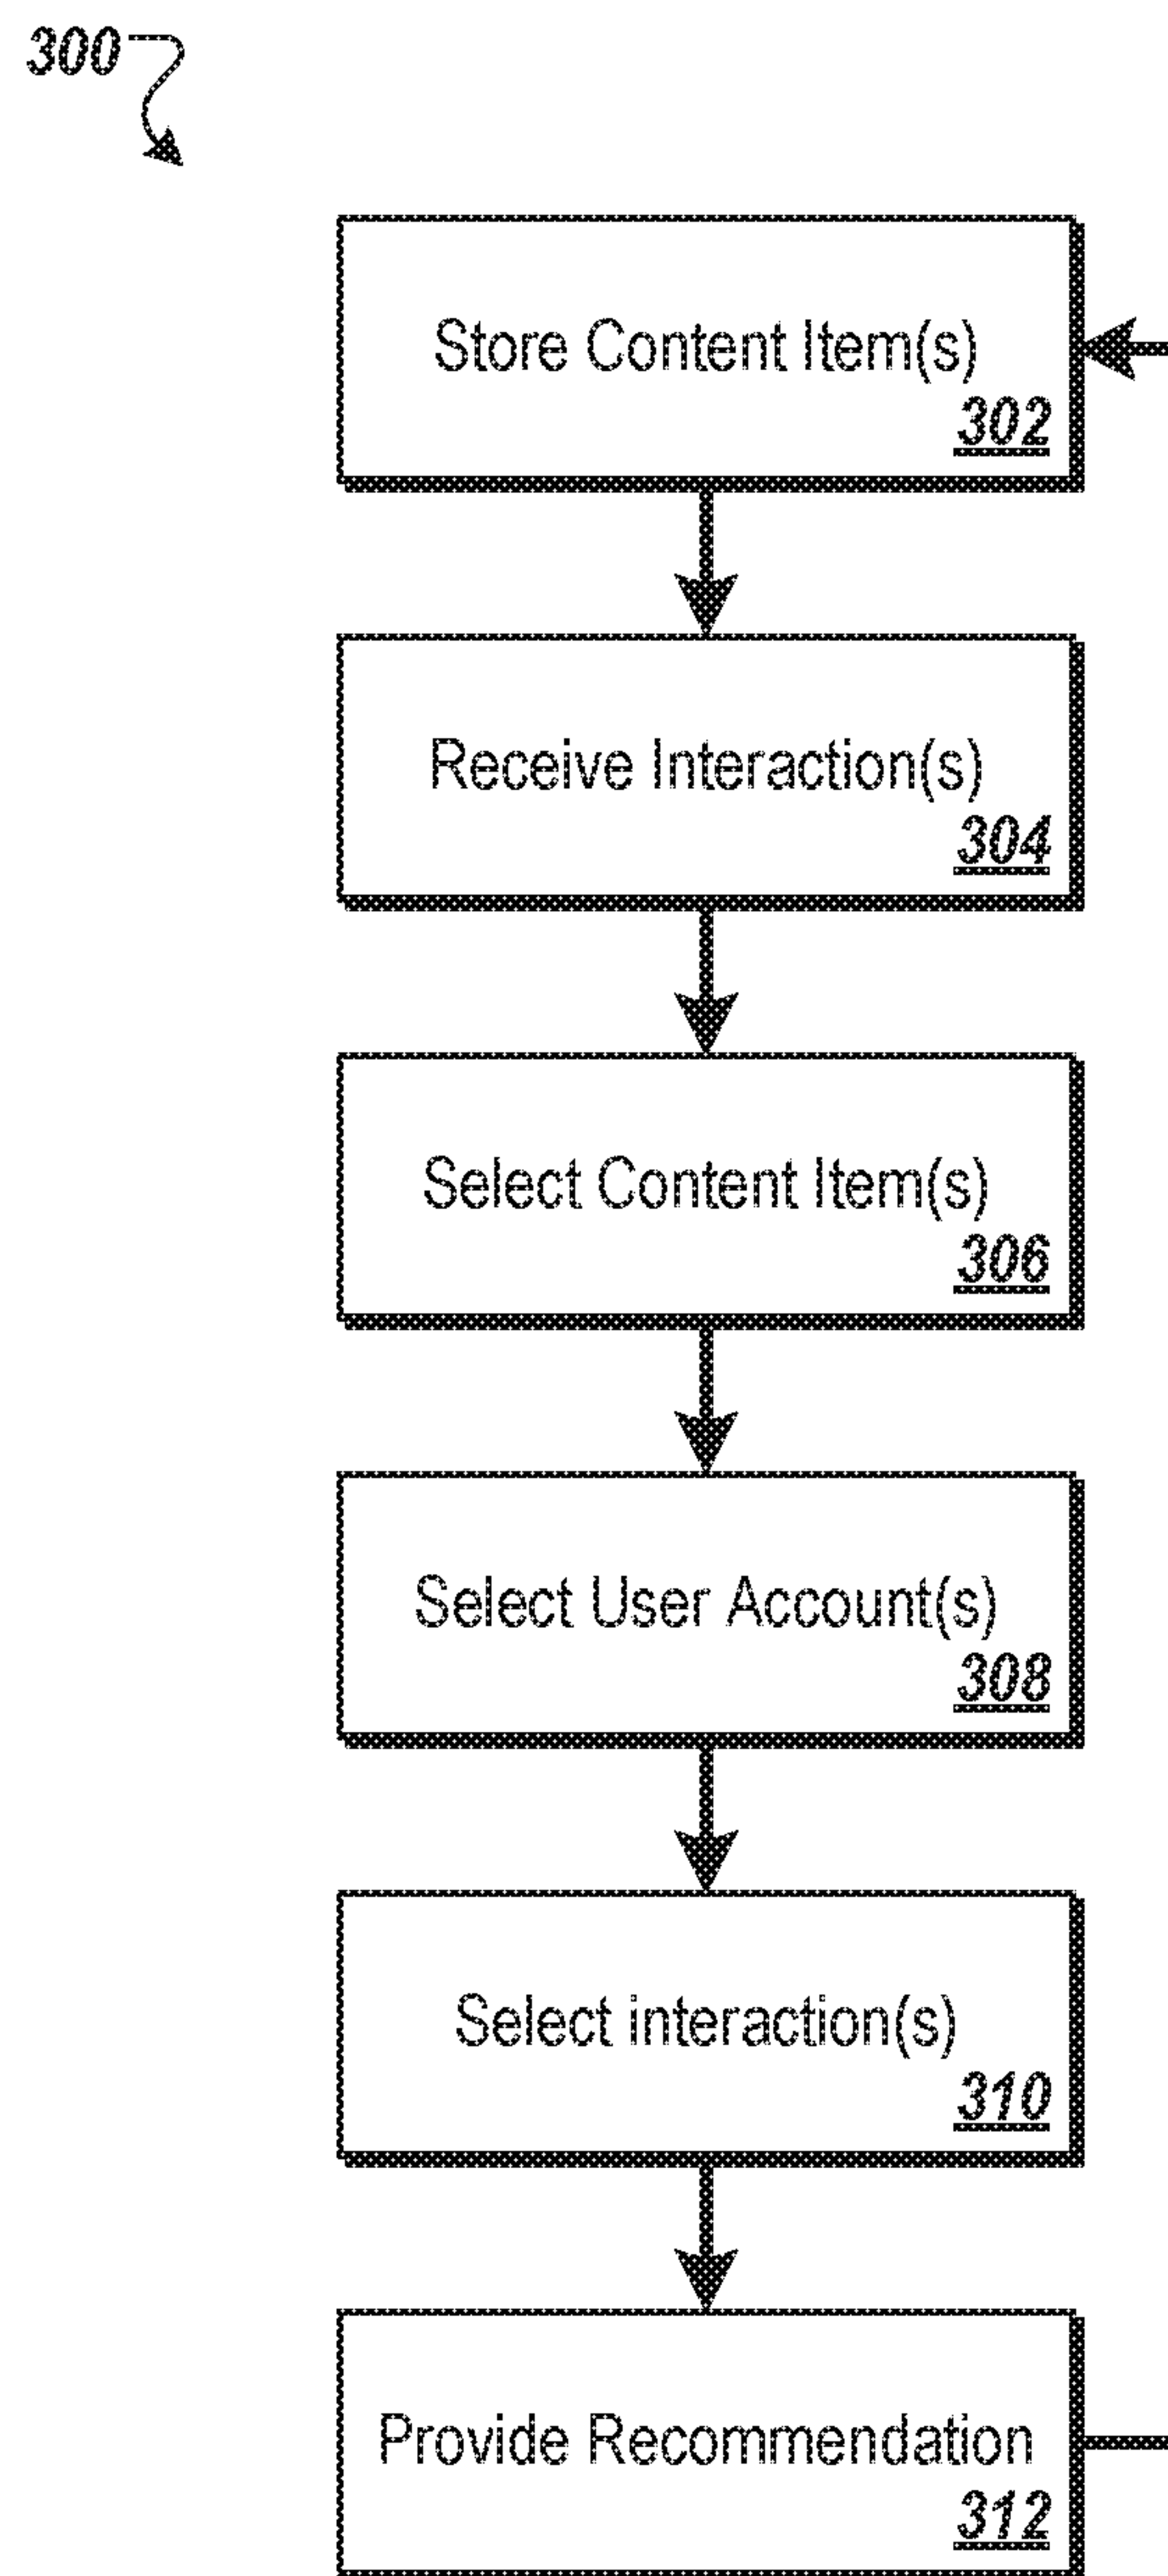 300
Store Content Item(s)
302
Receive Interaction(s)
304
Select Content Item(s)
306
Select User Account(s)
308
Select interaction(s)
310
Provide Recommendation
312